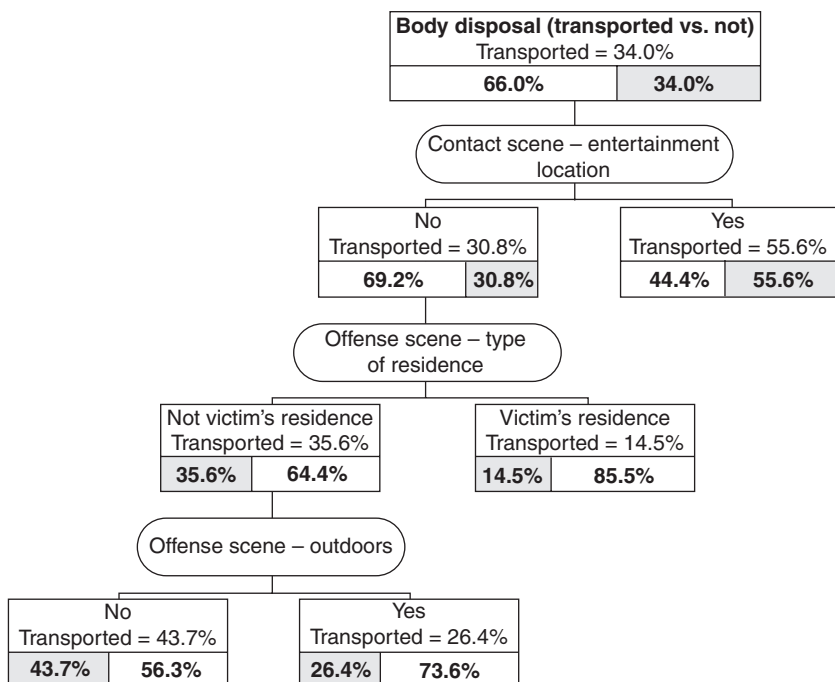 Body disposal (transported vs. not)
Transported = 34.0%
66.0% 34.0%
Contact scene – entertainment
location
No
Transported = 30.8%
69.2% 30.8%
Yes
Transported = 55.6%
44.4% 55.6%
Offense scene – type
of residence
Not victim’s residence
Transported = 35.6%
35.6% 64.4%
Victim’s residence
Transported = 14.5%
14.5% 85.5%
Offense scene – outdoors
No
Transported = 43.7%
43.7% 56.3%
Yes
Transported = 26.4%
26.4% 73.6%